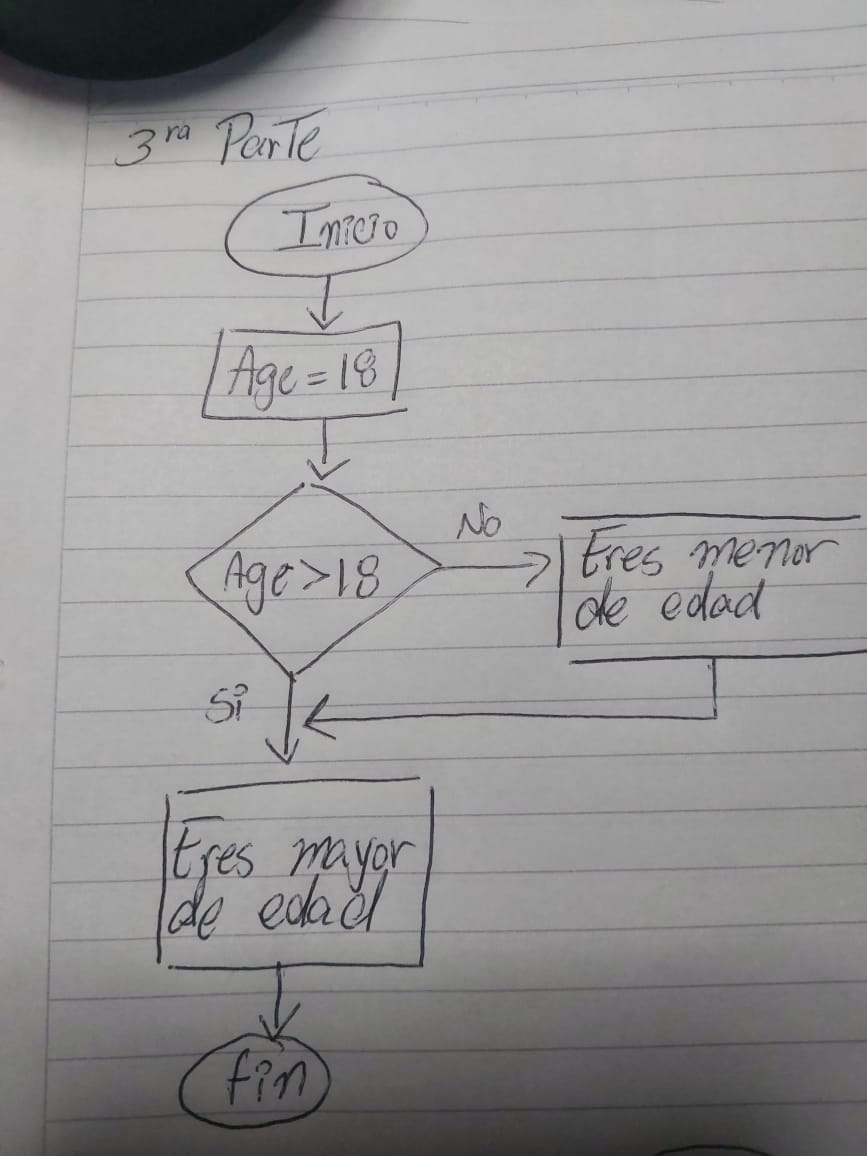 3ra Parte
Inicio
Age = 18
Age > 18
No
Eres menor
de edad
Si
Eres mayor
de edad
fin